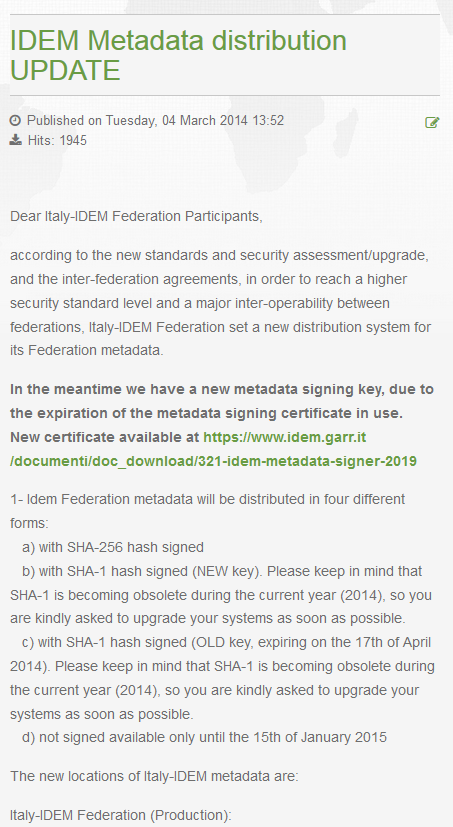 IDEM Metadata distribution
UPDATE
Published on Tuesday, 04 March 2014 13:52
Hits: 1945
Dear Italy-IDEM Federation Participants,
according to the new standards and security assessment/upgrade,
and the inter-federation agreements, in order to reach a higher
security standard level and a major inter-operability between
federations, Italy-IDEM Federation set a new distribution system for
its Federation metadata.
In the meantime we have a new metadata signing key, due to
the expiration of the metadata signing certificate in use.
New certificate available at https://www.idem.garr.it
/documenti/doc_download/321-idem-metadata-signer-2019
1- Idem Federation metadata will be distributed in four different
forms:
a) with SHA-256 hash signed
b) with SHA-1 hash signed (NEW key). Please keep in mind that
SHA-1 is becoming obsolete during the current year (2014), so you
are kindly asked to upgrade your systems as soon as possible.
c) with SHA-1 hash signed (OLD key, expiring on the 17th of April
2014). Please keep in mind that SHA-1 is becoming obsolete during
the current year (2014), so you are kindly asked to upgrade your
systems as soon as possible.
d) not signed available only until the 15th of January 2015
The new locations of Italy-IDEM metadata are:
Italy-IDEM Federation (Production):